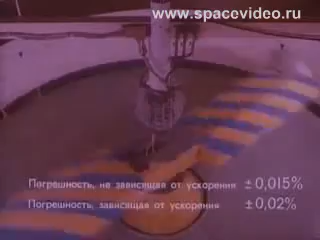 www.spacevideo.ru
Погрешность, не зависящая от ускорения ±0,015%
Погрешность, зависящая от ускорения ±0,02%